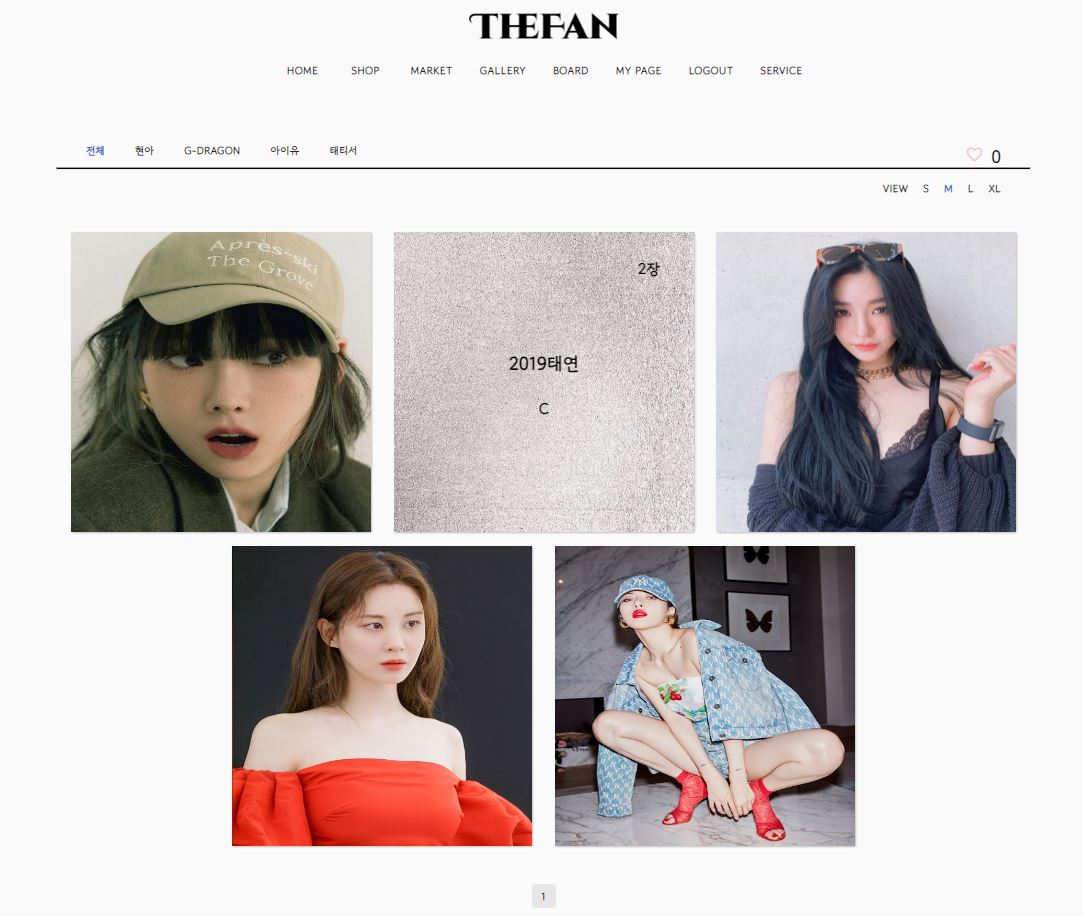 THEFAN
HOME SHOP MARKET GALLERY BOARD MY PAGE LOGOUT SERVICE
전체 현아 G-DRAGON 아이유 태티서
0
VIEW S M L XL
Après-ski
The Grove
2장
2019태연
C
1